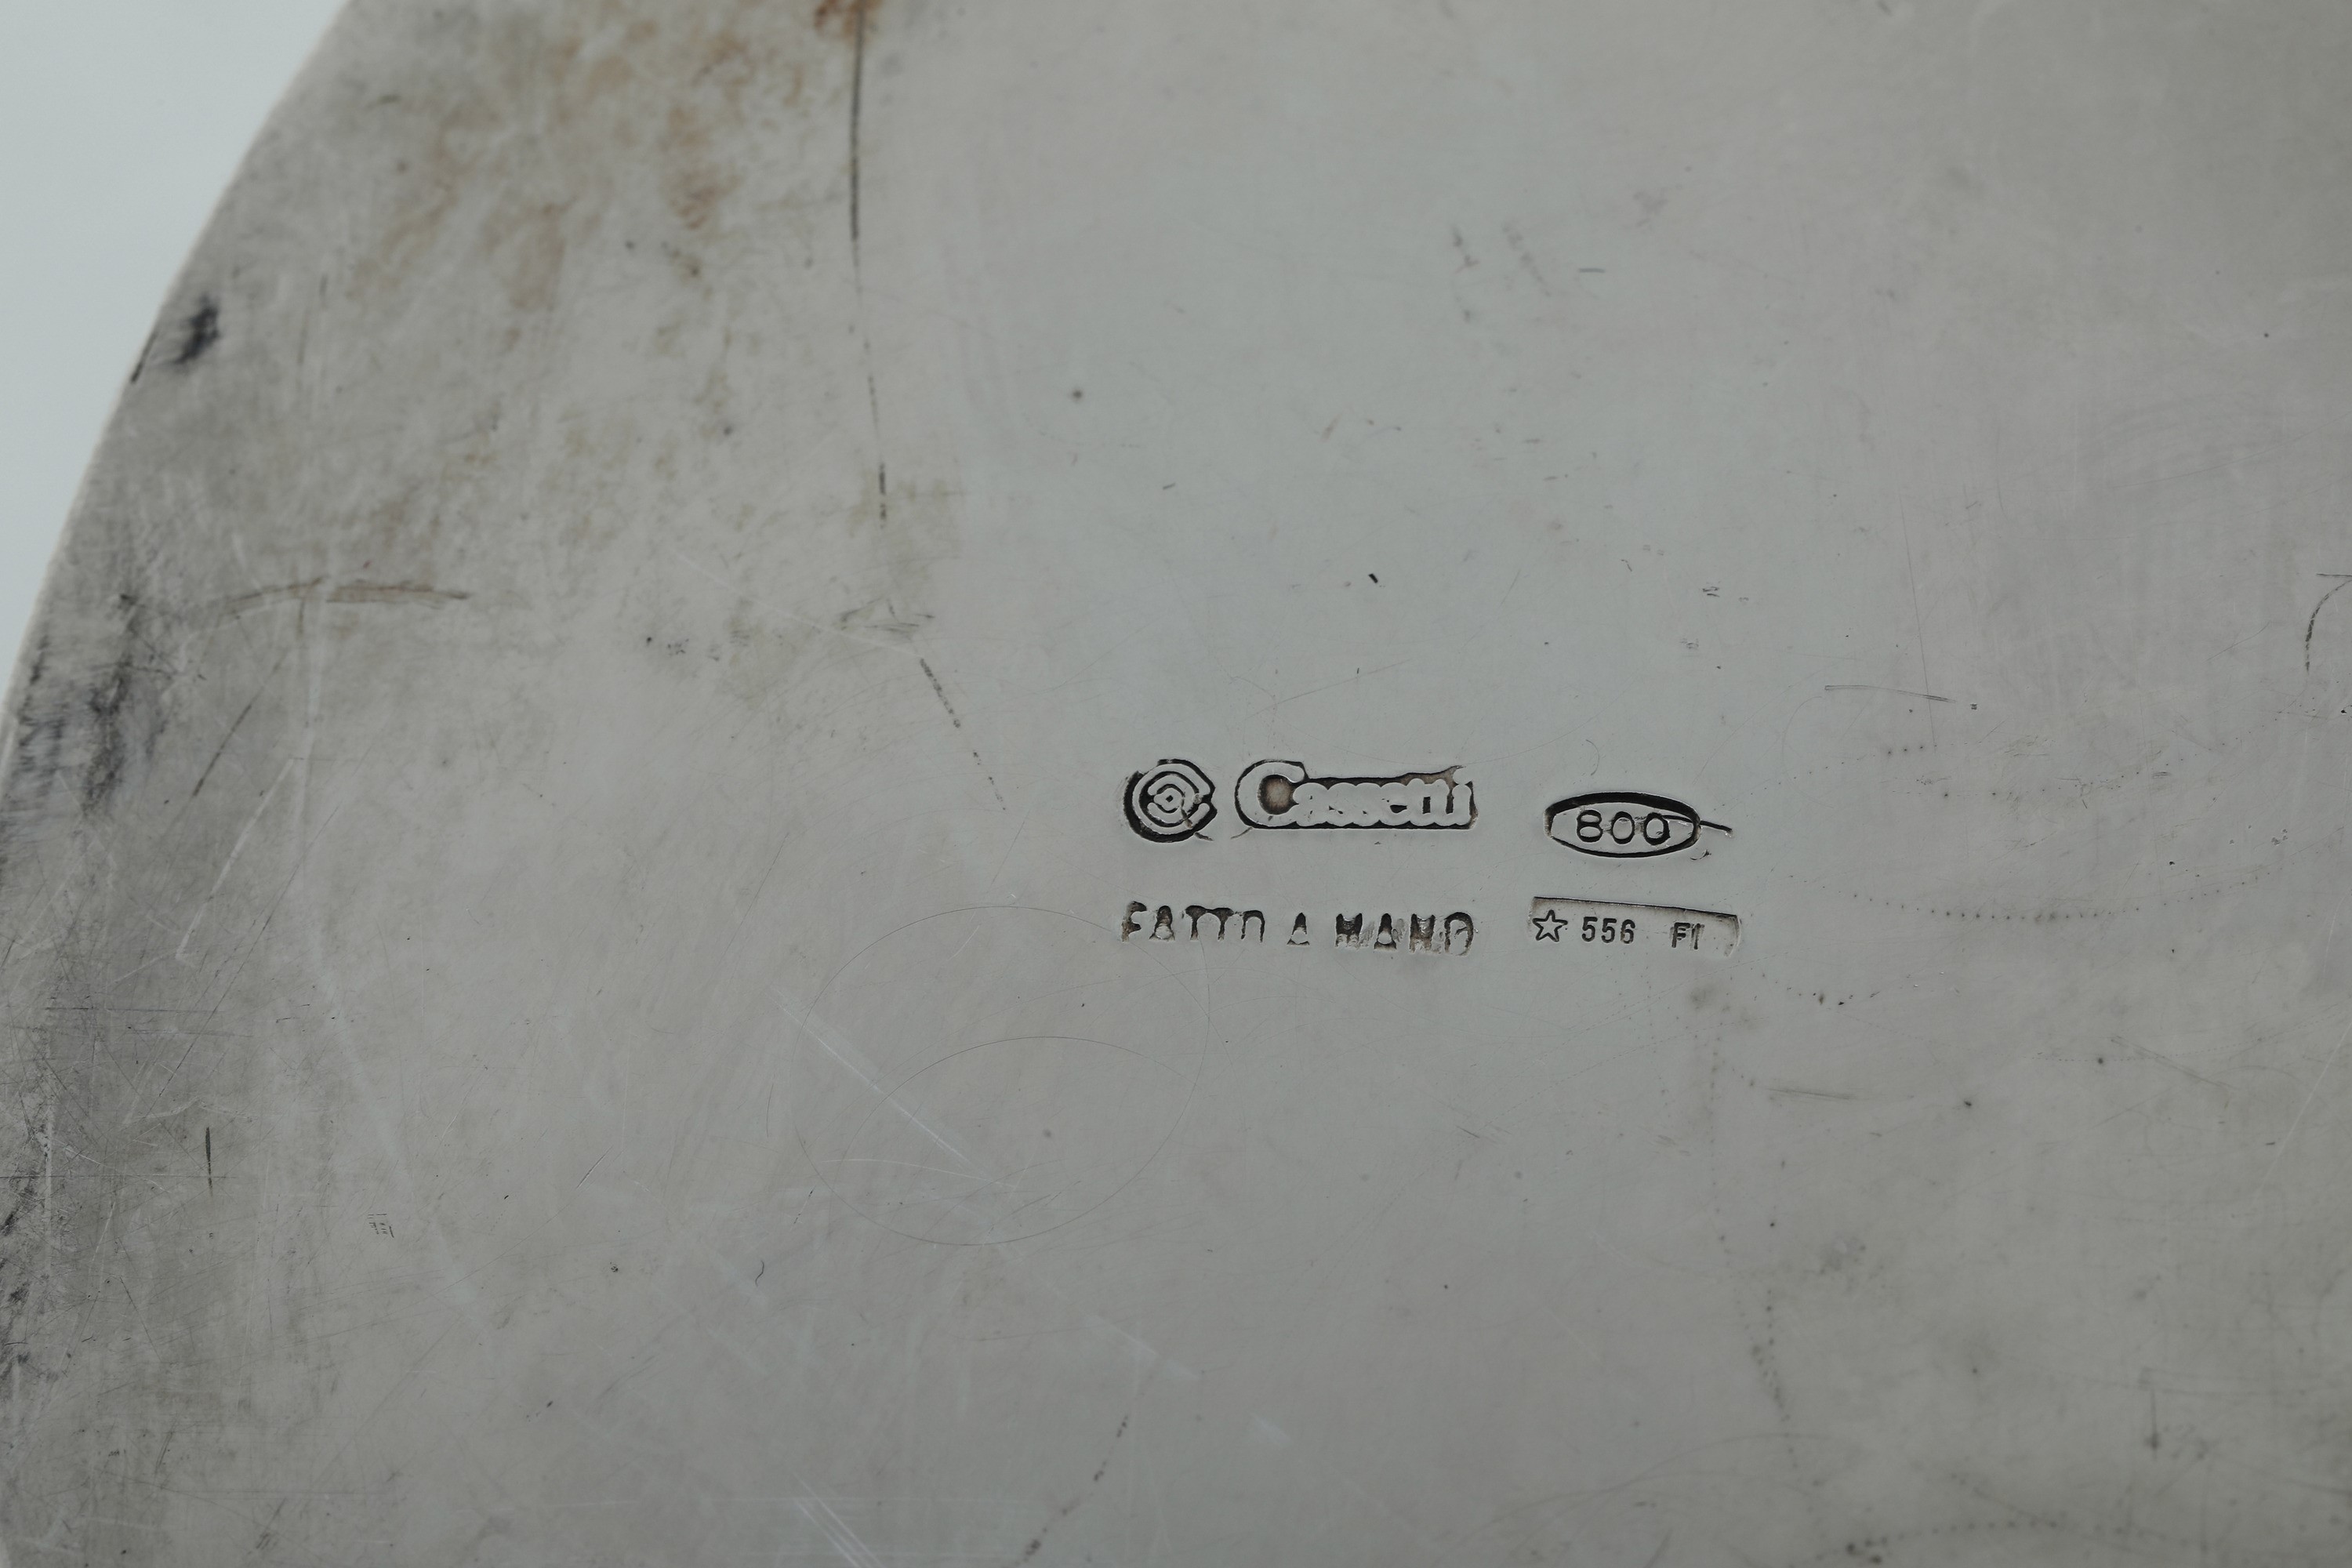 Cassetti 800
FATTO A MANO ☆ 556 FI